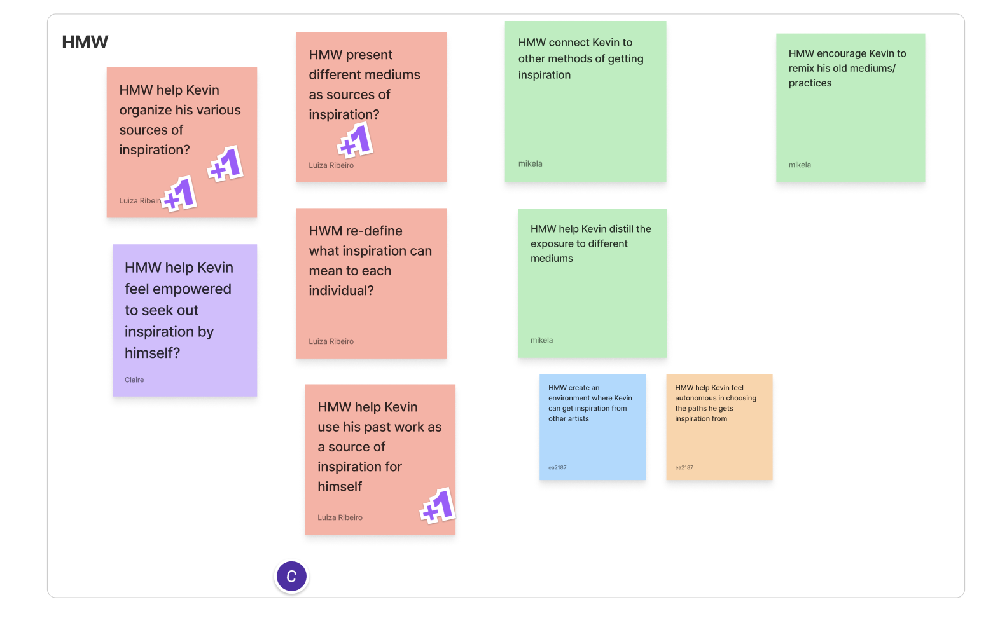 HMW
HMW help Kevin
organize his various
sources of
inspiration?
+1
+1
Luiza Ribeir
HMW help Kevin
feel empowered
to seek out
inspiration by
himself?
Claire
HMW present
different mediums
as sources of
inspiration?
+1
Luiza Ribeiro
HWM re-define
what inspiration can
mean to each
individual?
Luiza Ribeiro
HMW help Kevin
use his past work as
a source of
inspiration for
himself
+1
Luiza Ribeiro
C
HMW connect Kevin to
other methods of getting
inspiration
mikela
HMW help Kevin distill the
exposure to different
mediums
mikela
HMW create an
environment where Kevin
can get inspiration from
other artists
ea2187
HMW help Kevin feel
autonomous in choosing
the paths he gets
inspiration from
ea2187
HMW encourage Kevin to
remix his old mediums/
practices
mikela